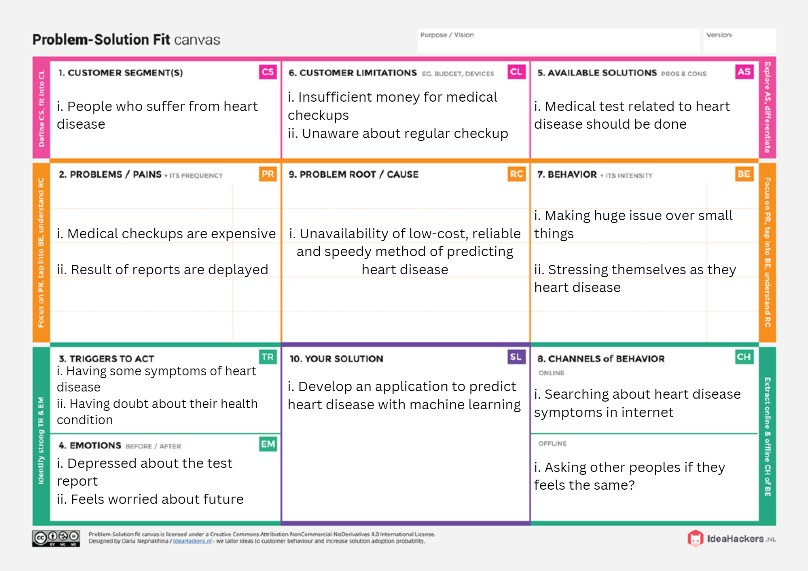 Problem-Solution Fit canvas
Purpose / Vision
Version:
Define CS, fit into CL
1. CUSTOMER SEGMENT(S)
CS
i. People who suffer from heart
disease
6. CUSTOMER LIMITATIONS EG. BUDGET, DEVICES
CL
i. Insufficient money for medical
checkups
ii. Unaware about regular checkup
5. AVAILABLE SOLUTIONS PROS & CONS
AS
i. Medical test related to heart
disease should be done
Explore AS, differentiate
Focus on PR, tap into BE, understand RC
2. PROBLEMS / PAINS + ITS FREQUENCY
PR
i. Medical checkups are expensive
ii. Result of reports are deplayed
9. PROBLEM ROOT / CAUSE
RC
i. Unavailability of low-cost, reliable
and speedy method of predicting
heart disease
7. BEHAVIOR + ITS INTENSITY
BE
i. Making huge issue over small
things
ii. Stressing themselves as they
heart disease
Focus on PR, tap into BE, understand RC
Identify strong TR & EM
3. TRIGGERS TO ACT
TR
i. Having some symptoms of heart
disease
ii. Having doubt about their health
condition
4. EMOTIONS BEFORE / AFTER
EM
i. Depressed about the test
report
ii. Feels worried about future
10. YOUR SOLUTION
SL
i. Develop an application to predict
heart disease with machine learning
8. CHANNELS of BEHAVIOR
CH
ONLINE
i. Searching about heart disease
symptoms in internet
OFFLINE
i. Asking other peoples if they
feels the same?
Extract online & offline CH of BE
cc
BY NC ND
Problem-Solution fit canvas is licensed under a Creative Commons Attribution-NonCommercial-NoDerivatives 4.0 International License.
Designed by Daria Nepriakhina / IdeaHackers.nl - we tailor ideas to customer behaviour and increase solution adoption probability.
IdeaHackers.NL